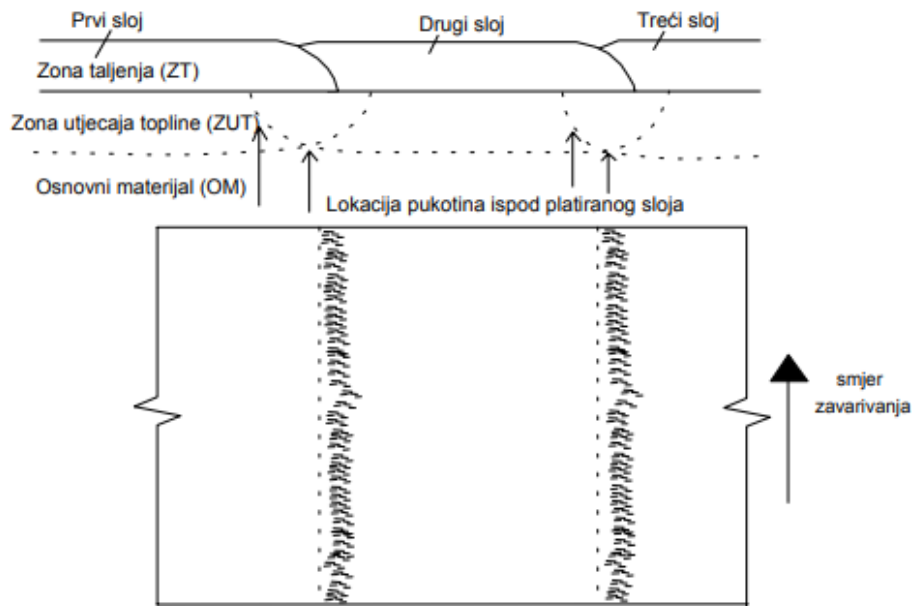 Prvi sloj
Drugi sloj
Treći sloj
Zona taljenja (ZT)
Zona utjecaja topline (ZUT)
Osnovni materijal (OM)
Lokacija pukotina ispod platiranog sloja
smjer
zavarivanja